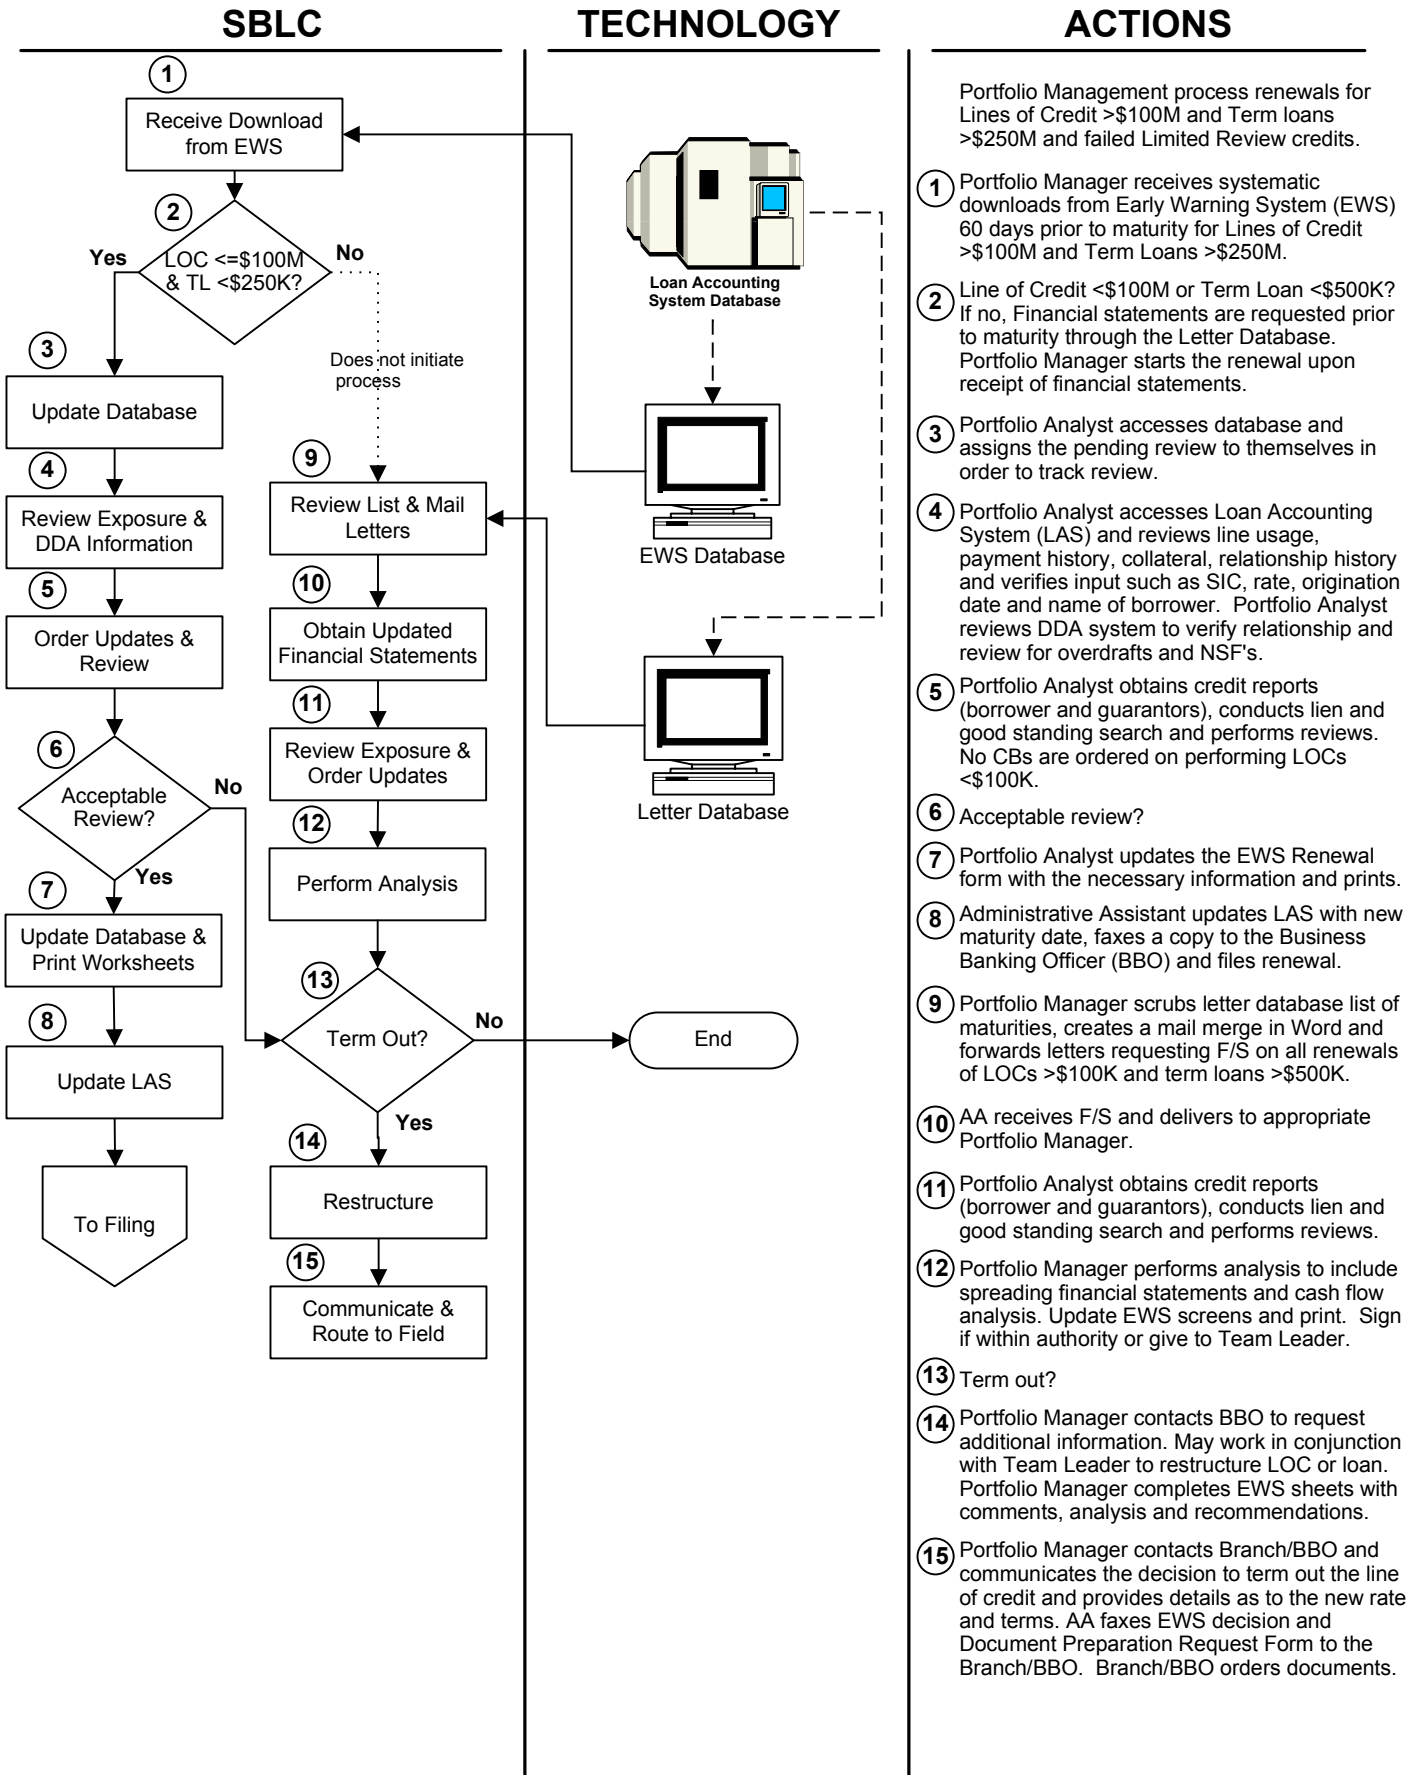 SBLC
TECHNOLOGY
ACTIONS
1
Receive Download
from EWS
2
LOC <=$100M
& TL <$250K?
Yes
No
Does not initiate
process
3
Update Database
4
Review Exposure &
DDA Information
5
Order Updates &
Review
6
Acceptable
Review?
No
Yes
7
Update Database &
Print Worksheets
8
Update LAS
To Filing
9
Review List & Mail
Letters
10
Obtain Updated
Financial Statements
11
Review Exposure &
Order Updates
12
Perform Analysis
13
Term Out?
No
Yes
14
Restructure
15
Communicate &
Route to Field
Loan Accounting
System Database
EWS Database
Letter Database
End
Portfolio Management process renewals for
Lines of Credit >$100M and Term loans
>$250M and failed Limited Review credits.
1 Portfolio Manager receives systematic
downloads from Early Warning System (EWS)
60 days prior to maturity for Lines of Credit
>$100M and Term Loans >$250M.
2 Line of Credit <$100M or Term Loan <$500K?
If no, Financial statements are requested prior
to maturity through the Letter Database.
Portfolio Manager starts the renewal upon
receipt of financial statements.
3 Portfolio Analyst accesses database and
assigns the pending review to themselves in
order to track review.
4 Portfolio Analyst accesses Loan Accounting
System (LAS) and reviews line usage,
payment history, collateral, relationship history
and verifies input such as SIC, rate, origination
date and name of borrower. Portfolio Analyst
reviews DDA system to verify relationship and
review for overdrafts and NSF's.
5 Portfolio Analyst obtains credit reports
(borrower and guarantors), conducts lien and
good standing search and performs reviews.
No CBs are ordered on performing LOCs
<$100K.
6 Acceptable review?
7 Portfolio Analyst updates the EWS Renewal
form with the necessary information and prints.
8 Administrative Assistant updates LAS with new
maturity date, faxes a copy to the Business
Banking Officer (BBO) and files renewal.
9 Portfolio Manager scrubs letter database list of
maturities, creates a mail merge in Word and
forwards letters requesting F/S on all renewals
of LOCs >$100K and term loans >$500K.
10 AA receives F/S and delivers to appropriate
Portfolio Manager.
11 Portfolio Analyst obtains credit reports
(borrower and guarantors), conducts lien and
good standing search and performs reviews.
12 Portfolio Manager performs analysis to include
spreading financial statements and cash flow
analysis. Update EWS screens and print. Sign
if within authority or give to Team Leader.
13 Term out?
14 Portfolio Manager contacts BBO to request
additional information. May work in conjunction
with Team Leader to restructure LOC or loan.
Portfolio Manager completes EWS sheets with
comments, analysis and recommendations.
15 Portfolio Manager contacts Branch/BBO and
communicates the decision to term out the line
of credit and provides details as to the new rate
and terms. AA faxes EWS decision and
Document Preparation Request Form to the
Branch/BBO. Branch/BBO orders documents.